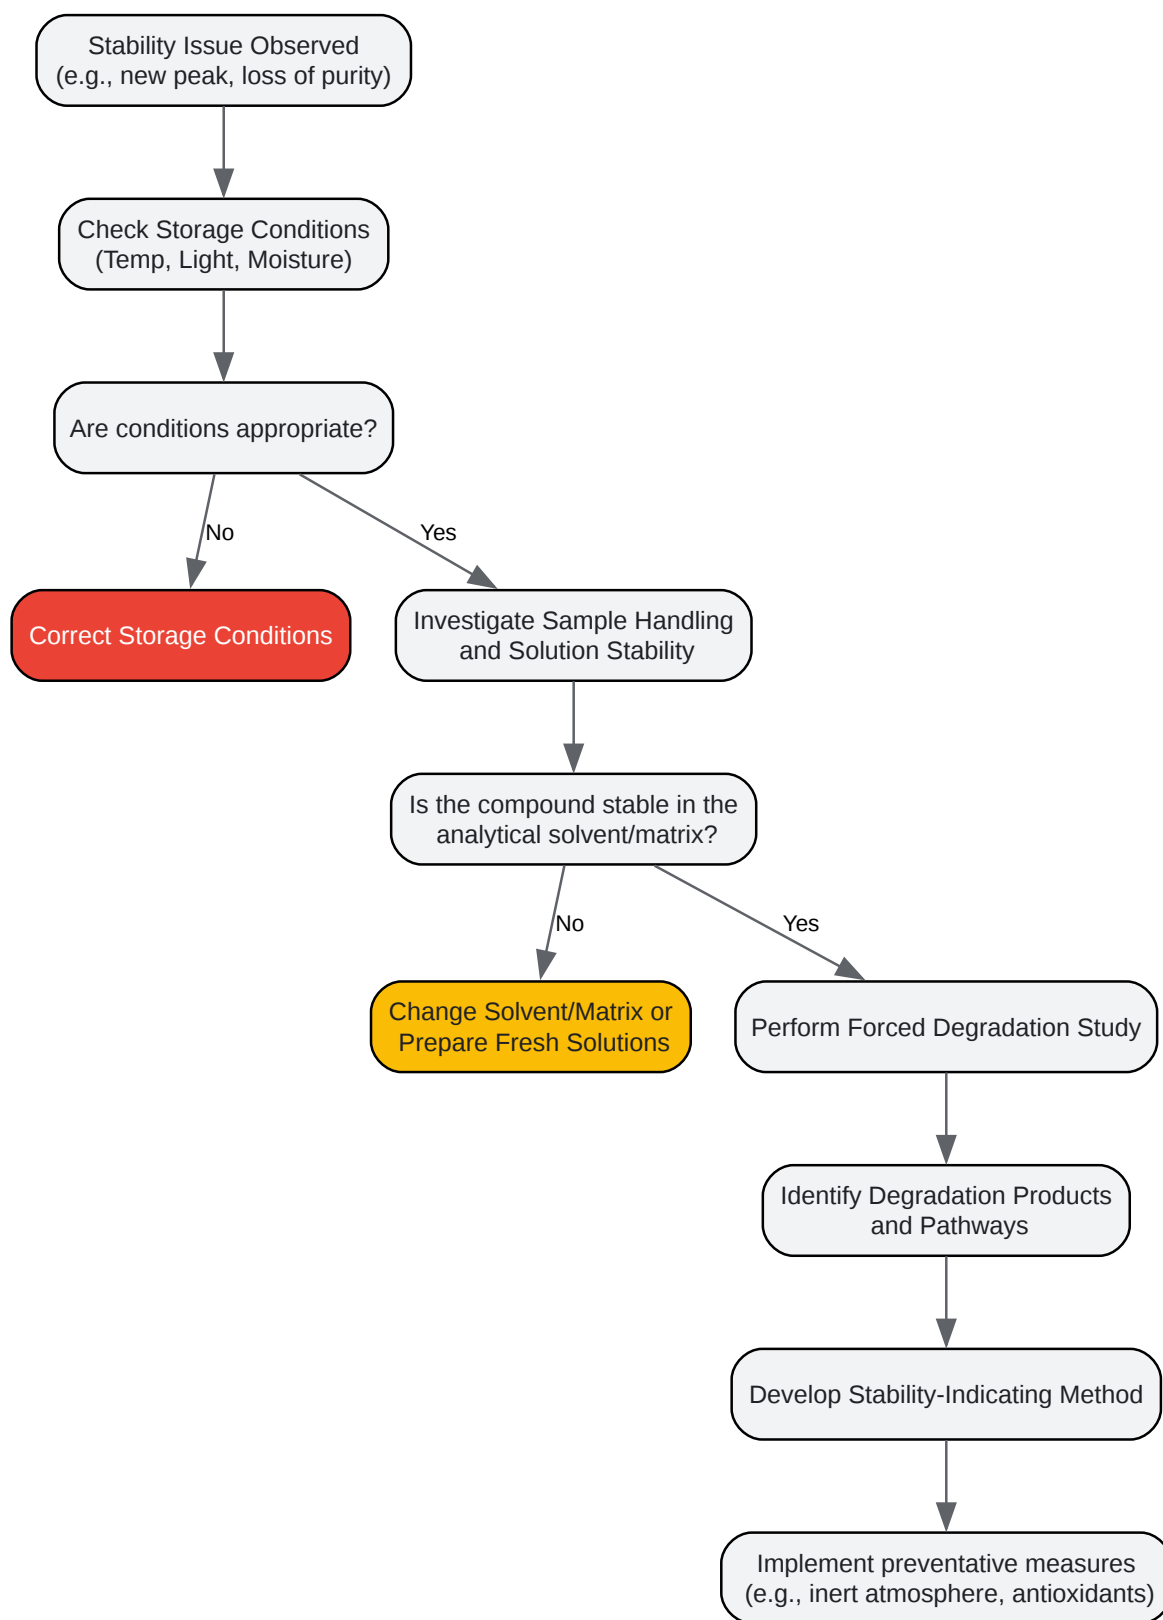 Stability Issue Observed
(e.g., new peak, loss of purity)
Check Storage Conditions
(Temp, Light, Moisture)
Are conditions appropriate?
No
Yes
Correct Storage Conditions
Investigate Sample Handling
and Solution Stability
Is the compound stable in the
analytical solvent/matrix?
No
Yes
Change Solvent/Matrix or
Prepare Fresh Solutions
Perform Forced Degradation Study
Identify Degradation Products
and Pathways
Develop Stability-Indicating Method
Implement preventative measures
(e.g., inert atmosphere, antioxidants)